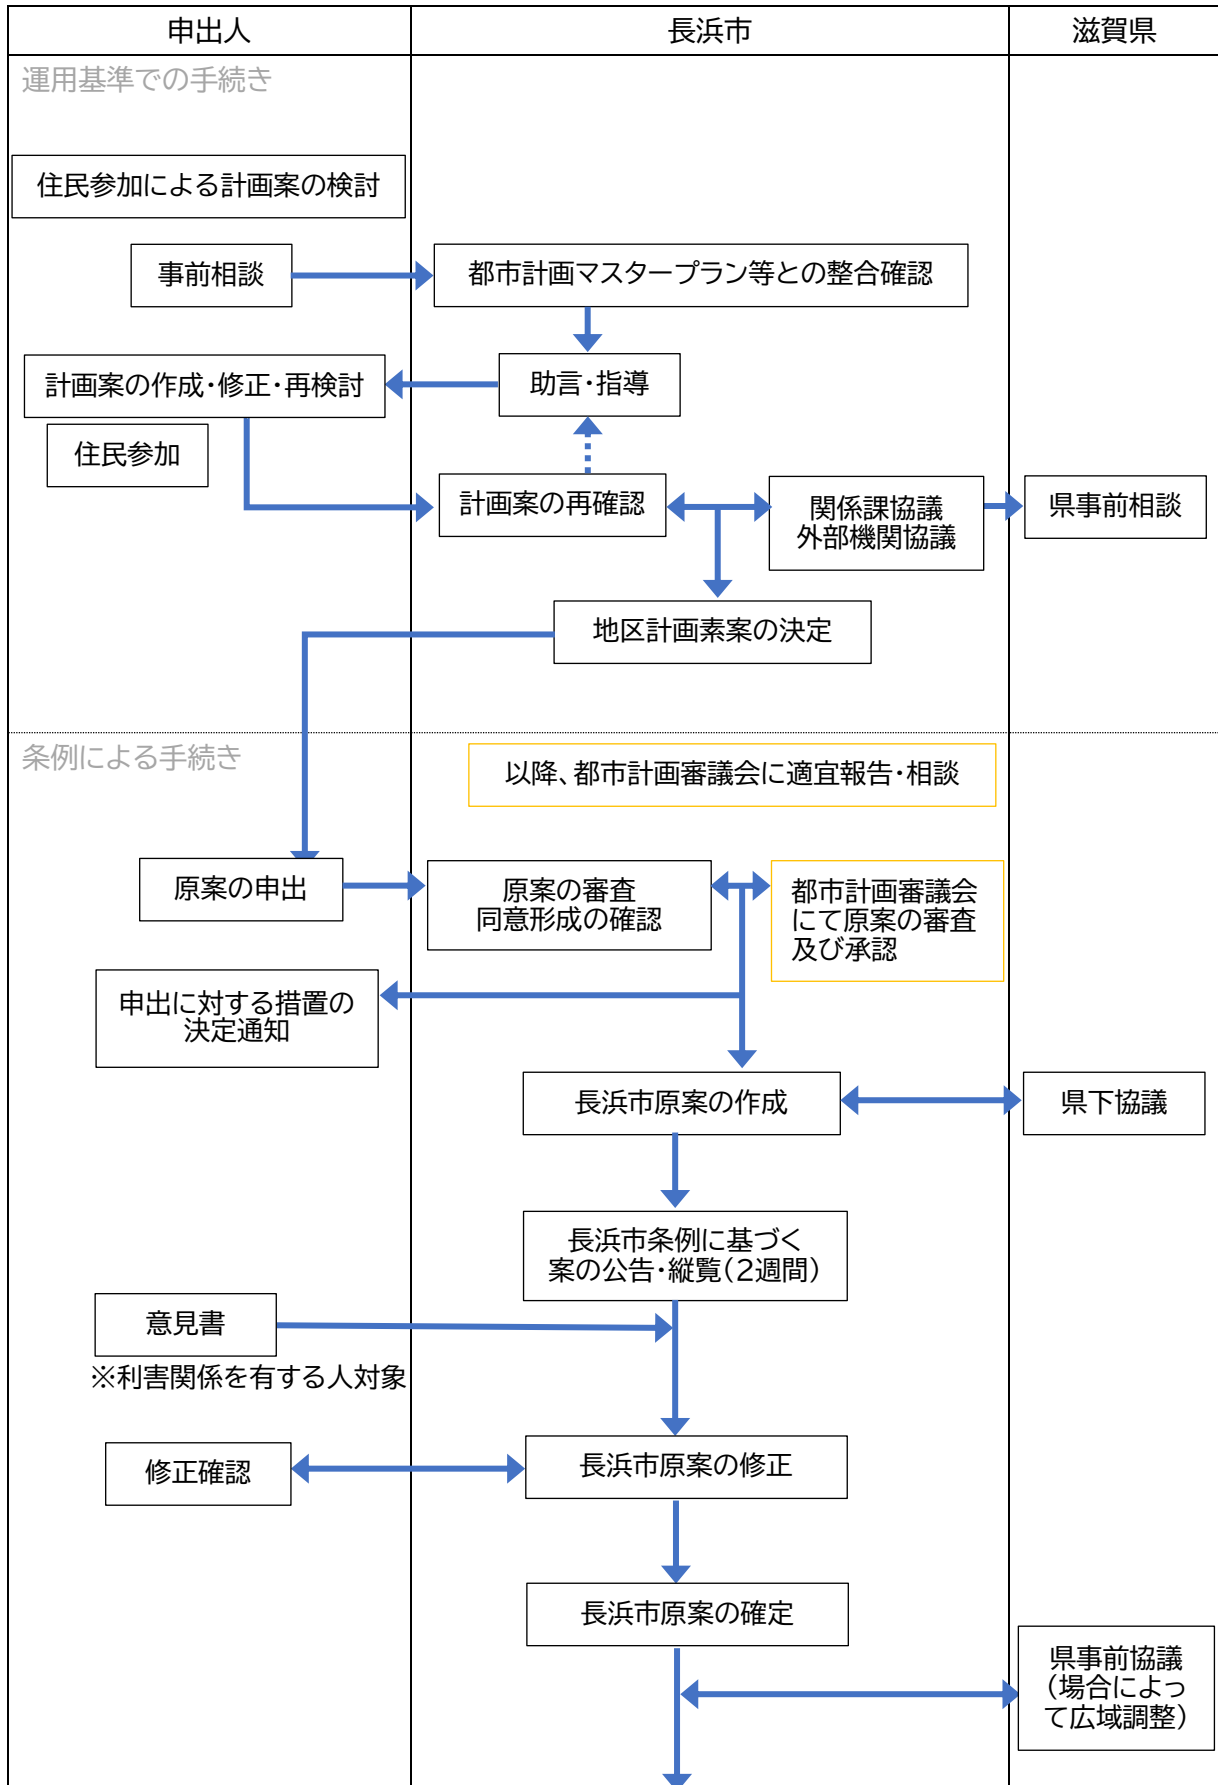 申出人
長浜市
滋賀県
運用基準での手続き
住民参加による計画案の検討
事前相談
都市計画マスタープラン等との整合確認
計画案の作成・修正・再検討
助言・指導
住民参加
計画案の再確認
関係課協議
外部機関協議
県事前相談
地区計画素案の決定
条例による手続き
以降、都市計画審議会に適宜報告・相談
原案の申出
原案の審査
同意形成の確認
都市計画審議会
にて原案の審査
及び承認
申出に対する措置の
決定通知
長浜市原案の作成
県下協議
長浜市条例に基づく
案の公告・縦覧(2週間)
意見書
※利害関係を有する人対象
修正確認
長浜市原案の修正
長浜市原案の確定
県事前協議
(場合によっ
て広域調整)